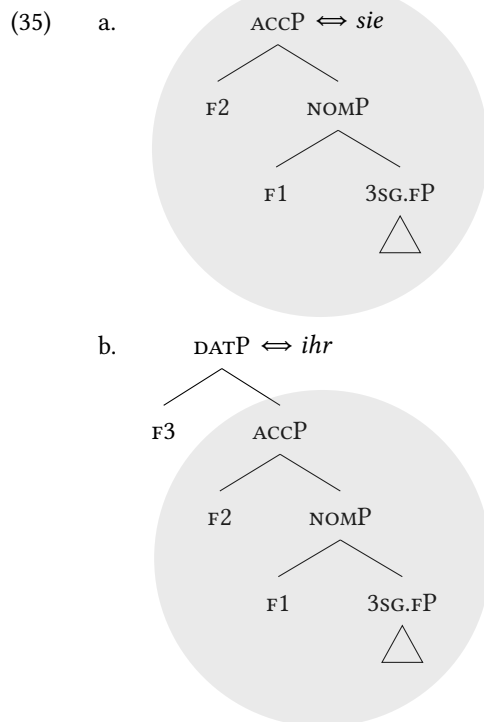 (35) a. ACCP ⇔ sie
F2 NOMP
F1 3SG.FP
b. DATP ⇔ ihr
F3 ACCP
F2 NOMP
F1 3SG.FP